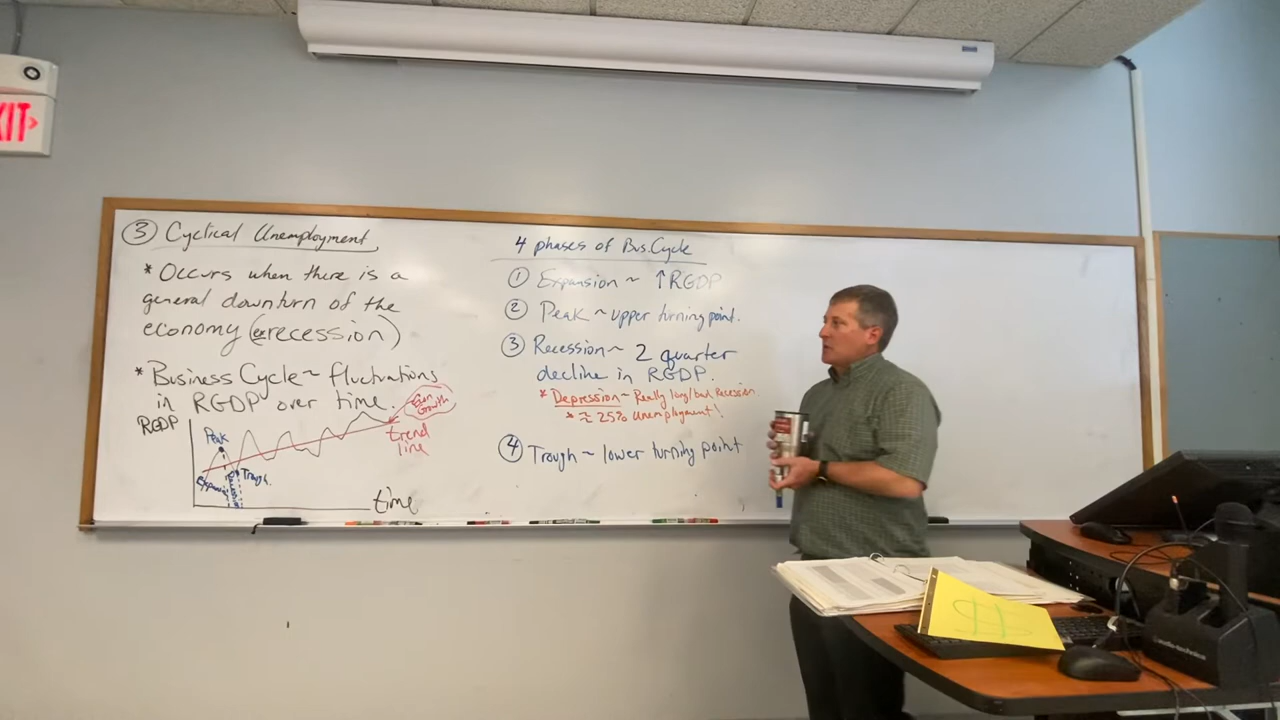 ③ Cyclical Unemployment
* Occurs when there is a
general downturn of the
economy (ex recession)
* Business Cycle ~ fluctuations
in RGDP over time.
RGDP
Peak
Trough
Recession
time
trend
line
Growth
4 phases of Bus. Cycle
① Expansion ~ ↑RGDP
② Peak ~ upper turning point.
③ Recession ~ 2 quarter
decline in RGDP.
* Depression ~ Really long/bad Recession
* ≈ 25% Unemployment!
④ Trough ~ lower turning point
$